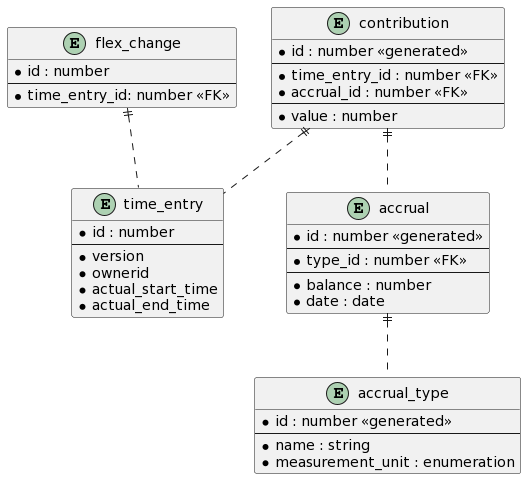 E flex_change
id : number
time_entry_id: number «FK»
E contribution
id : number «generated»
time_entry_id : number «FK»
accrual_id : number «FK»
value : number
E time_entry
id : number
version
ownerid
actual_start_time
actual_end_time
E accrual
id : number «generated»
type_id : number «FK»
balance : number
date : date
E accrual_type
id : number «generated»
name : string
measurement_unit : enumeration